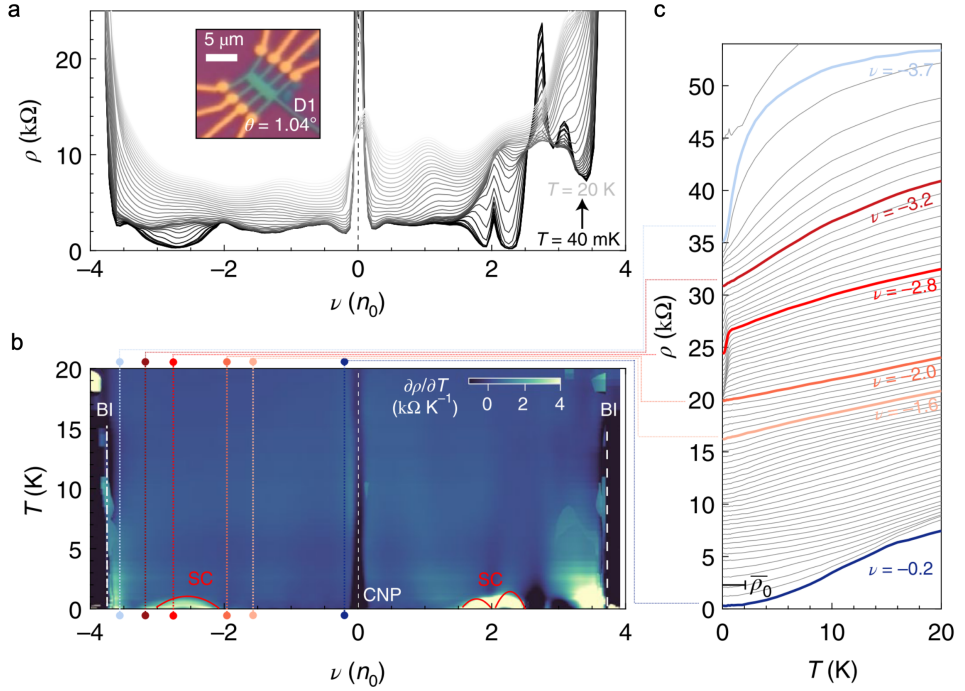 a
ρ (kΩ)
20
10
0
5 μm
D1
θ = 1.04°
T = 20 K
T = 40 mK
−4
−2
0
2
4
ν (n₀)
b
T (K)
20
15
10
5
0
BI
∂ρ/∂T
(kΩ K⁻¹)
0
2
4
BI
SC
CNP
SC
−4
−2
0
2
4
ν (n₀)
c
ρ (kΩ)
50
45
40
35
30
25
20
15
10
5
0
ν = −3.7
ν = −3.2
ν = −2.8
ν = −2.0
ν = −1.6
ν = −0.2
ρ̅₀
0
10
20
T (K)